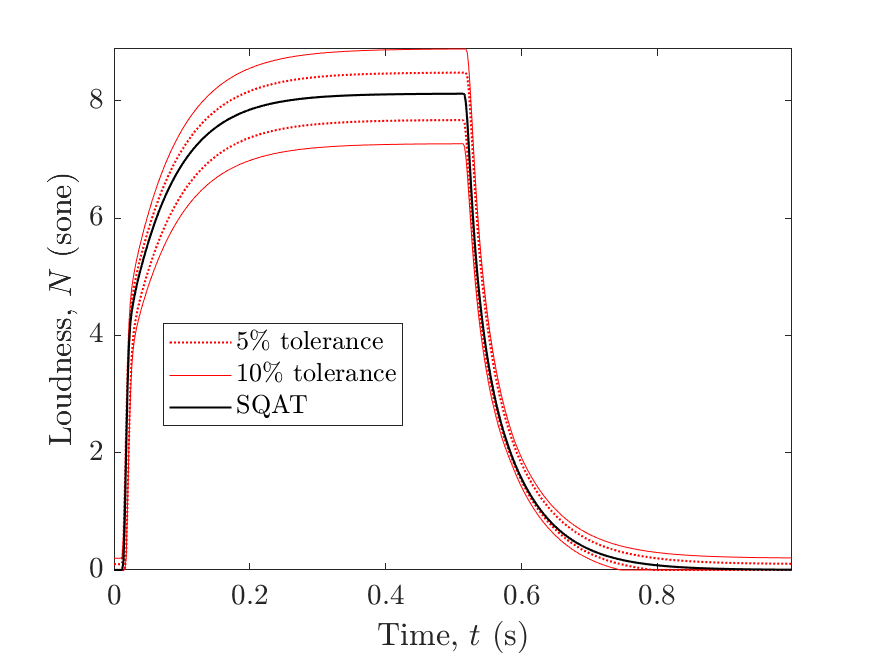 8
6
4
2
0
Loudness, N (sone)
5% tolerance
10% tolerance
SQAT
0 0.2 0.4 0.6 0.8
Time, t (s)